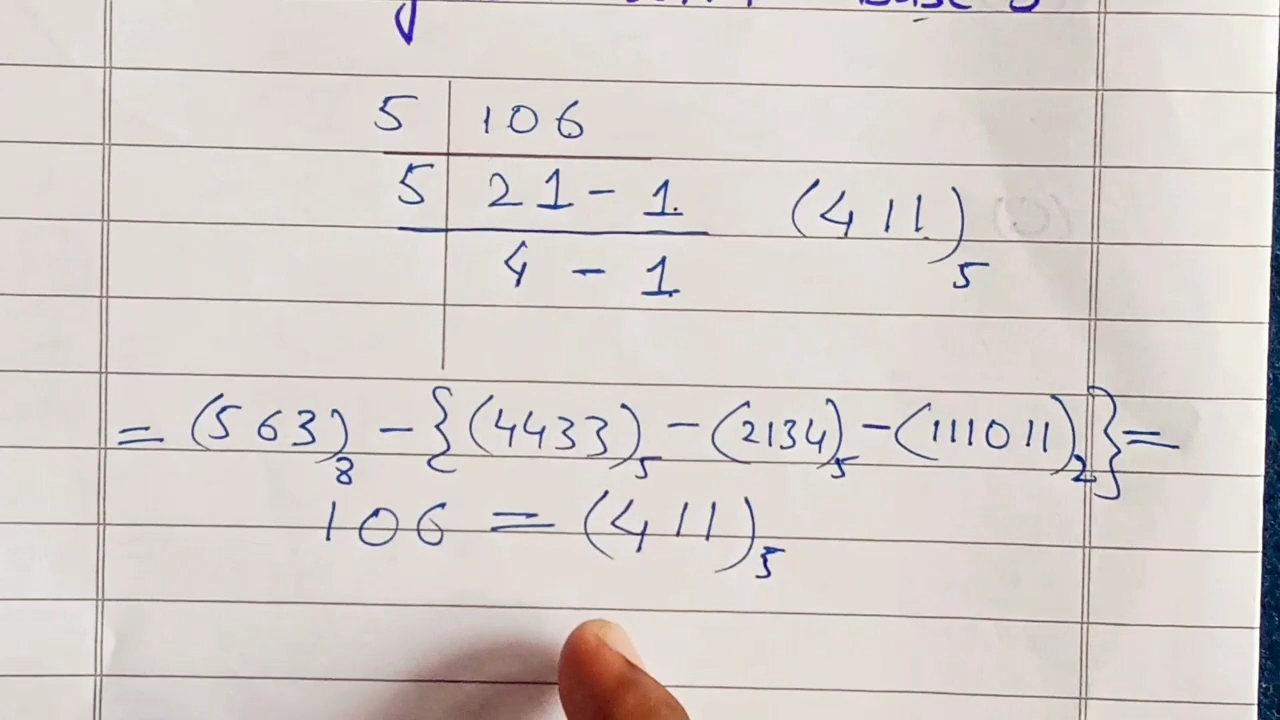 5 | 106
5 | 21 - 1
4 - 1
(411)5
= (563)8 - {(4433)5 - (2134)5 - (111011)2} =
106 = (411)5